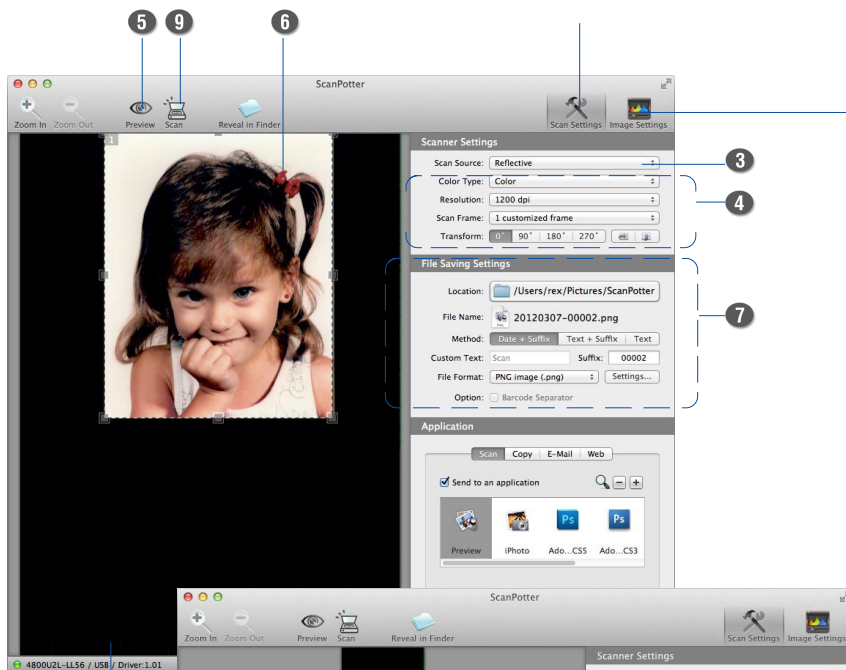 5 9 6
ScanPotter
Zoom In Zoom Out Preview Scan Reveal in Finder Scan Settings Image Settings
1
Scanner Settings
Scan Source: Reflective
3
Color Type: Color
Resolution: 1200 dpi
4
Scan Frame: 1 customized frame
Transform: 0° 90° 180° 270°
File Saving Settings
Location: /Users/rex/Pictures/ScanPotter
File Name: 20120307-00002.png
7
Method: Date + Suffix Text + Suffix Text
Custom Text: Scan Suffix: 00002
File Format: PNG image (.png) Settings...
Option: Barcode Separator
Application
Scan Copy E-Mail Web
Send to an application
Ps Ps
Preview iPhoto Ado...CS5 Ado...CS3
4800U2L-LL56 / USB / Driver:1.01
ScanPotter
Zoom In Zoom Out Preview Scan Reveal in Finder Scan Settings Image Settings
Scanner Settings